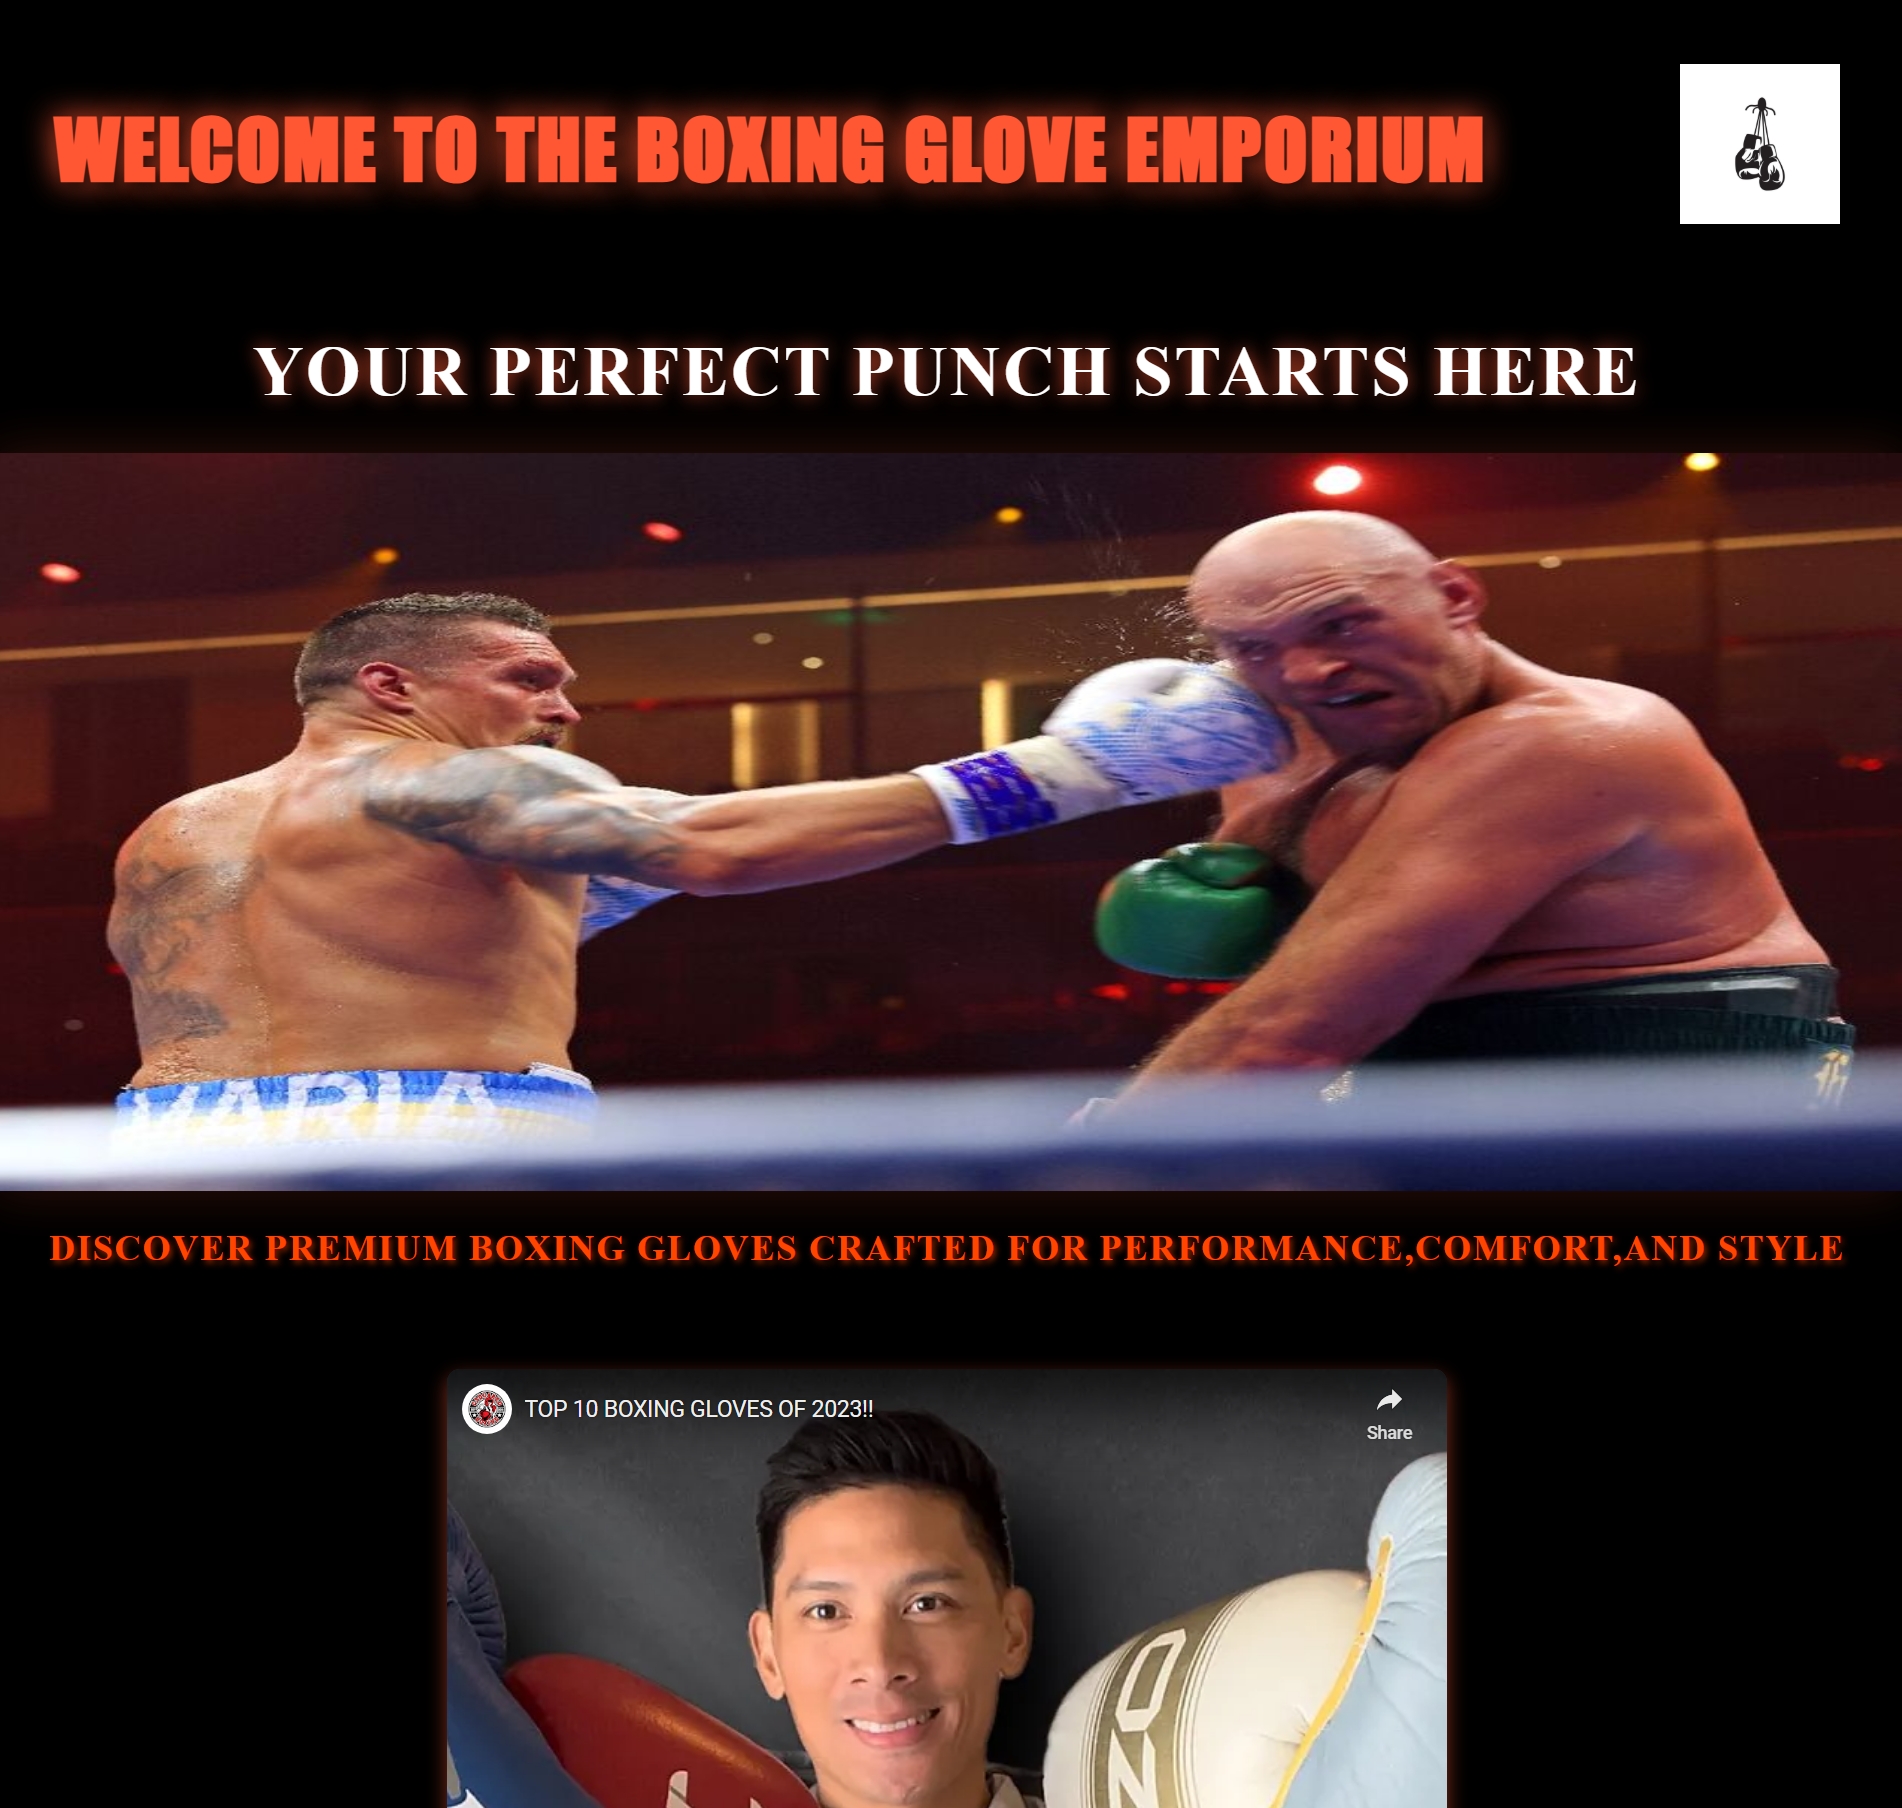 WELCOME TO THE BOXING GLOVE EMPORIUM
YOUR PERFECT PUNCH STARTS HERE
DISCOVER PREMIUM BOXING GLOVES CRAFTED FOR PERFORMANCE,COMFORT,AND STYLE
TOP 10 BOXING GLOVES OF 2023!!
Share